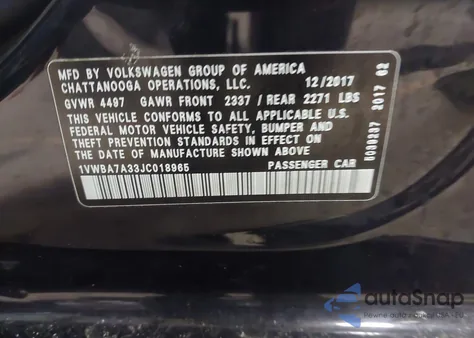 MFD BY VOLKSWAGEN GROUP OF AMERICA
CHATTANOOGA OPERATIONS, LLC. 12/2017
GVWR 4497 GAWR FRONT 2337 / REAR 2271 LBS
THIS VEHICLE CONFORMS TO ALL APPLICABLE U.S.
FEDERAL MOTOR VEHICLE SAFETY, BUMPER AND
THEFT PREVENTION STANDARDS IN EFFECT ON
THE DATE OF MANUFACTURE SHOWN ABOVE.
1VWBA7A33JC018965 PASSENGER CAR
2017 02
autoSnap